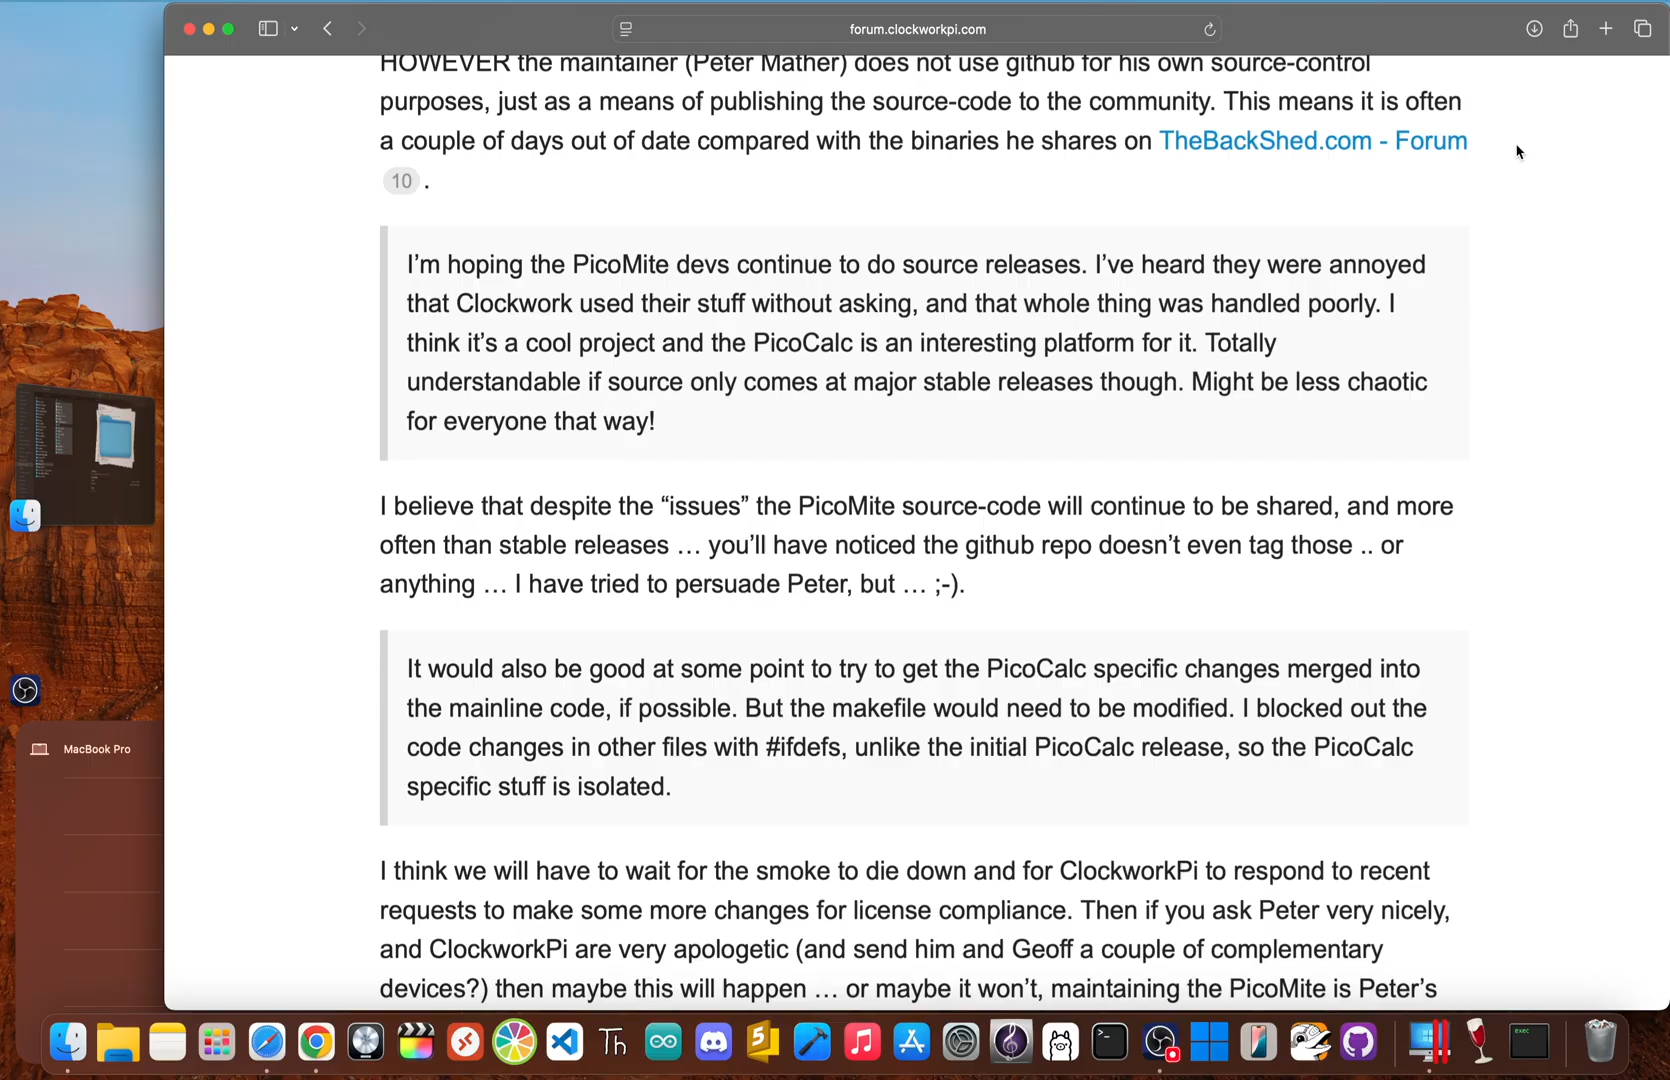 forum.clockworkpi.com
HOWEVER the maintainer (Peter Mather) does not use github for his own source-control
purposes, just as a means of publishing the source-code to the community. This means it is often
a couple of days out of date compared with the binaries he shares on TheBackShed.com - Forum
10 .
I’m hoping the PicoMite devs continue to do source releases. I’ve heard they were annoyed
that Clockwork used their stuff without asking, and that whole thing was handled poorly. I
think it’s a cool project and the PicoCalc is an interesting platform for it. Totally
understandable if source only comes at major stable releases though. Might be less chaotic
for everyone that way!
I believe that despite the “issues” the PicoMite source-code will continue to be shared, and more
often than stable releases … you’ll have noticed the github repo doesn’t even tag those .. or
anything … I have tried to persuade Peter, but … ;-).
It would also be good at some point to try to get the PicoCalc specific changes merged into
the mainline code, if possible. But the makefile would need to be modified. I blocked out the
code changes in other files with #ifdefs, unlike the initial PicoCalc release, so the PicoCalc
specific stuff is isolated.
MacBook Pro
I think we will have to wait for the smoke to die down and for ClockworkPi to respond to recent
requests to make some more changes for license compliance. Then if you ask Peter very nicely,
and ClockworkPi are very apologetic (and send him and Geoff a couple of complementary
devices?) then maybe this will happen … or maybe it won’t, maintaining the PicoMite is Peter’s
Th
5
exec